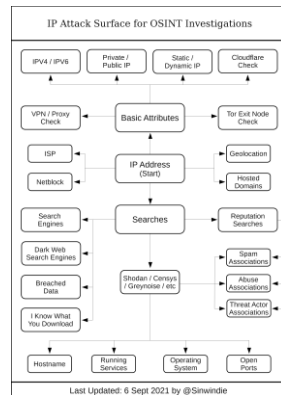 IP Attack Surface for OSINT Investigations
IPV4 / IPV6
Private /
Public IP
Static /
Dynamic IP
Cloudflare
Check
VPN / Proxy
Check
Basic Attributes
Tor Exit Node
Check
ISP
IP Address
(Start)
Geolocation
Netblock
Hosted
Domains
Search
Engines
Searches
Reputation
Searches
Dark Web
Search Engines
Shodan / Censys
/ Greynoise / etc
Spam
Associations
Breached
Data
Abuse
Associations
I Know What
You Download
Threat Actor
Associations
Hostname
Running
Services
Operating
System
Open
Ports
Last Updated: 6 Sept 2021 by @Sinwindie